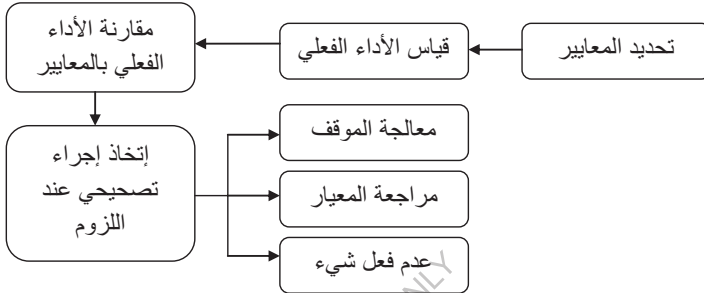 تحديد المعايير
قياس الأداء الفعلي
مقارنة الأداء
الفعلي بالمعايير
إتخاذ إجراء
تصحيحي عند
اللزوم
معالجة الموقف
مراجعة المعيار
عدم فعل شيء
NLY